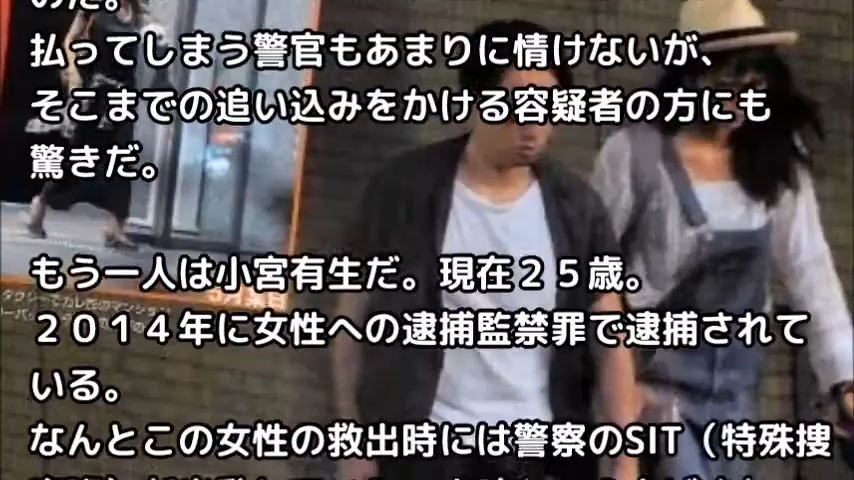 のだ。
払ってしまう警官もあまりに情けないが、
そこまでの追い込みをかける容疑者の方にも
驚きだ。
もう一人は小宮有生だ。現在２５歳。
２０１４年に女性への逮捕監禁罪で逮捕されて
いる。
なんとこの女性の救出時には警察のSIT（特殊捜